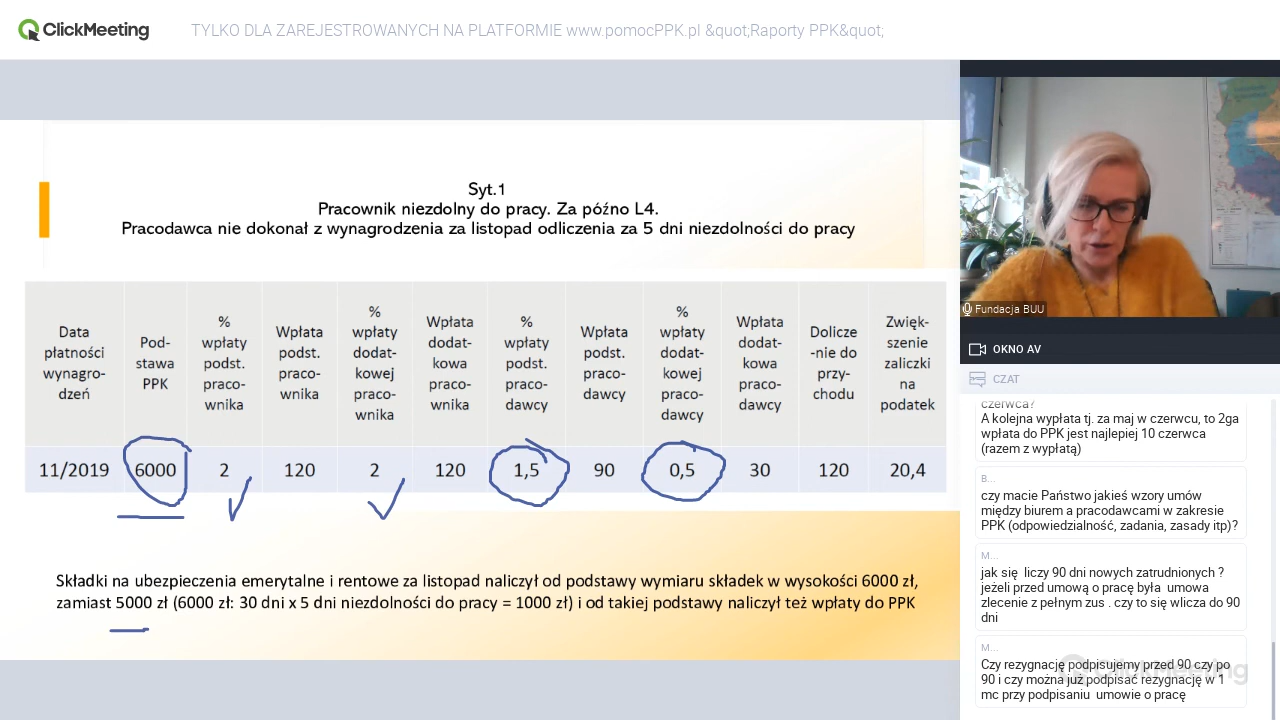 ClickMeeting
TYLKO DLA ZAREJESTROWANYCH NA PLATFORMIE www.pomocPPK.pl &quot;Raporty PPK&quot;
Syt.1
Pracownik niezdolny do pracy. Za późno L4.
Pracodawca nie dokonał z wynagrodzenia za listopad odliczenia za 5 dni niezdolności do pracy
Data
płatności
wynagro-
dzeń
Pod-
stawa
PPK
%
wpłaty
podst.
praco-
wnika
Wpłata
podst.
praco-
wnika
%
wpłaty
dodat-
kowej
praco-
wnika
Wpłata
dodat-
kowa
praco-
wnika
%
wpłaty
podst.
praco-
dawcy
Wpłata
podst.
praco-
dawcy
%
wpłaty
dodat-
kowej
praco-
dawcy
Wpłata
dodat-
kowa
praco-
dawcy
Dolicze
-nie do
przy-
chodu
Zwięk-
szenie
zaliczki
na
podatek
11/2019 6000 2 120 2 120 1,5 90 0,5 30 120 20,4
Składki na ubezpieczenia emerytalne i rentowe za listopad naliczył od podstawy wymiaru składek w wysokości 6000 zł,
zamiast 5000 zł (6000 zł: 30 dni x 5 dni niezdolności do pracy = 1000 zł) i od takiej podstawy naliczył też wpłaty do PPK
Fundacja BUU
OKNO AV
CZAT
czerwca?
A kolejna wypłata tj. za maj w czerwcu, to 2ga
wpłata do PPK jest najlepiej 10 czerwca
(razem z wypłatą)
B...
czy macie Państwo jakieś wzory umów
między biurem a pracodawcami w zakresie
PPK (odpowiedzialność, zadania, zasady itp)?
M...
jak się liczy 90 dni nowych zatrudnionych ?
jeżeli przed umową o pracę była umowa
zlecenie z pełnym zus . czy to się wlicza do 90
dni
M...
Czy rezygnację podpisujemy przed 90 czy po
90 i czy można już podpisać rezygnację w 1
mc przy podpisaniu umowie o pracę
ClickMeeting